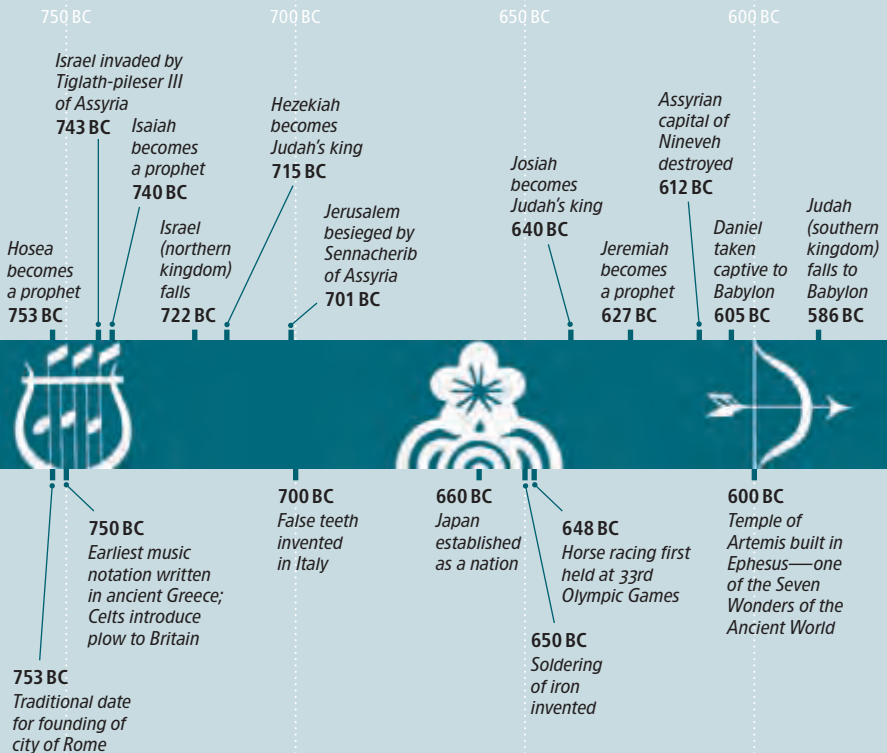 750 BC
700 BC
650 BC
600 BC
Israel invaded by
Tiglath-pileser III
of Assyria
743 BC
Isaiah
becomes
a prophet
740 BC
Hezekiah
becomes
Judah's king
715 BC
Assyrian
capital of
Nineveh
destroyed
612 BC
Josiah
becomes
Judah's king
640 BC
Hosea
becomes
a prophet
753 BC
Israel
(northern
kingdom)
falls
722 BC
Jerusalem
besieged by
Sennacherib
of Assyria
701 BC
Jeremiah
becomes
a prophet
627 BC
Daniel
taken
captive to
Babylon
605 BC
Judah
(southern
kingdom)
falls to
Babylon
586 BC
753 BC
Traditional date
for founding of
city of Rome
750 BC
Earliest music
notation written
in ancient Greece;
Celts introduce
plow to Britain
700 BC
False teeth
invented
in Italy
660 BC
Japan
established
as a nation
650 BC
Soldering
of iron
invented
648 BC
Horse racing first
held at 33rd
Olympic Games
600 BC
Temple of
Artemis built in
Ephesus—one
of the Seven
Wonders of the
Ancient World